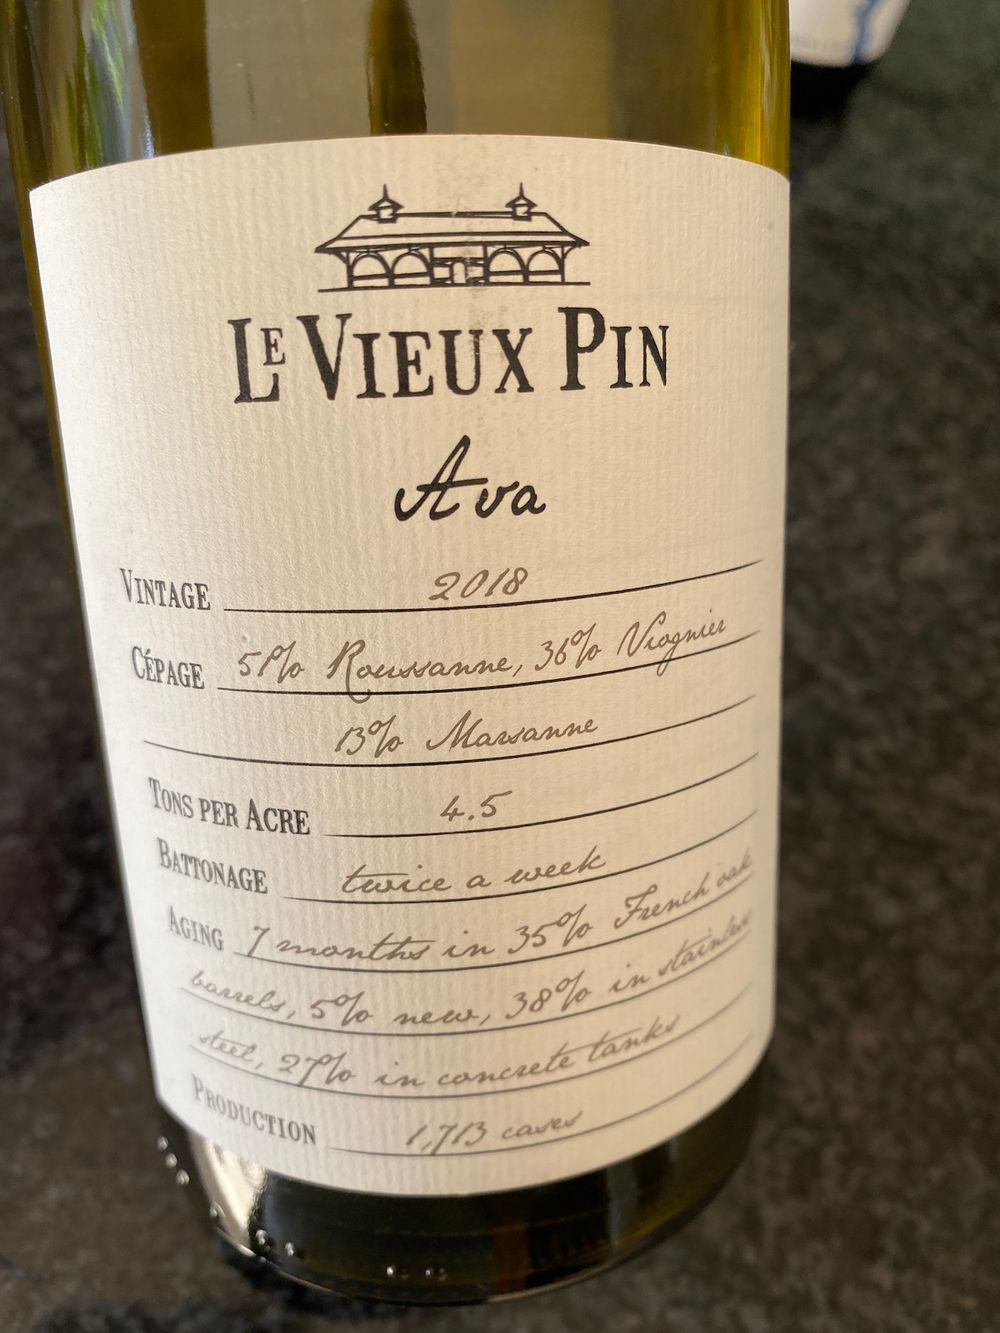 LE VIEUX PIN
Ava
VINTAGE 2018
CÉPAGE 51% Roussanne, 36% Viognier
13% Marsanne
TONS PER ACRE 4.5
BATTONAGE twice a week
AGING 7 months in 35% French oak
barrels, 5% new, 38% in stainless
steel, 27% in concrete tanks
PRODUCTION 1,713 cases